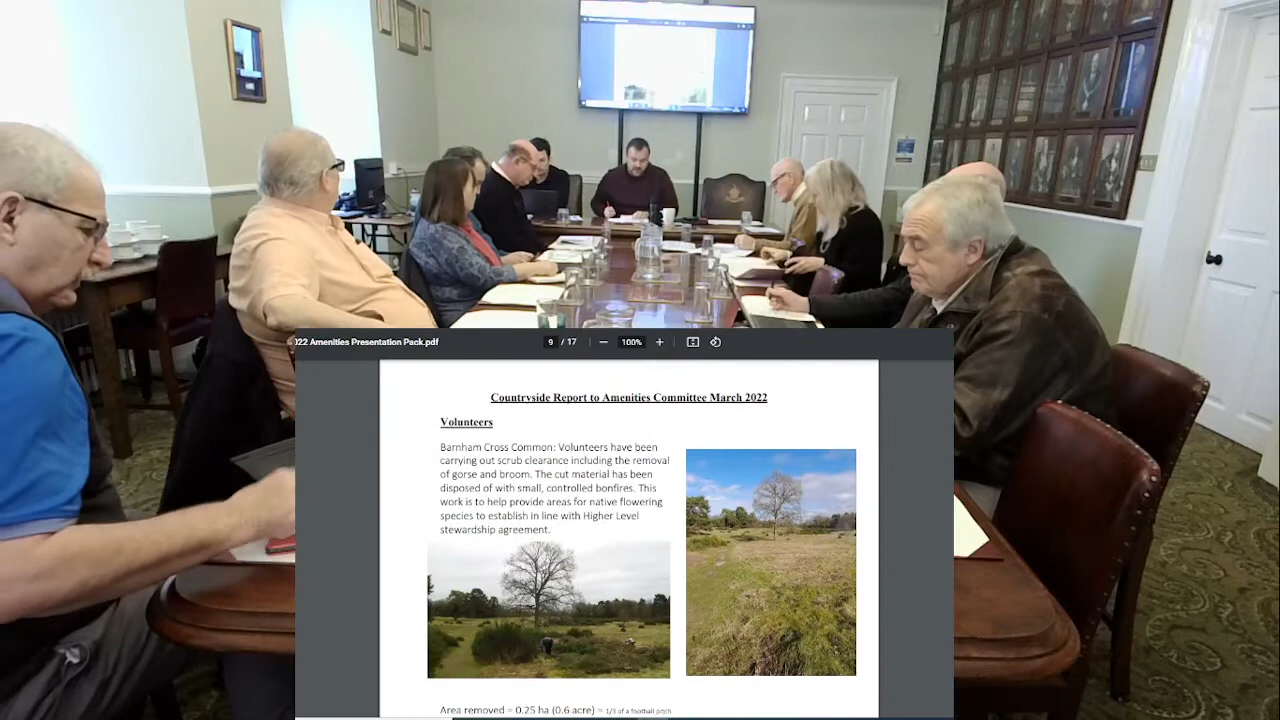 022 Amenities Presentation Pack.pdf
9 / 17
100%
Countryside Report to Amenities Committee March 2022
Volunteers
Barnham Cross Common: Volunteers have been
carrying out scrub clearance including the removal
of gorse and broom. The cut material has been
disposed of with small, controlled bonfires. This
work is to help provide areas for native flowering
species to establish in line with Higher Level
stewardship agreement.
Area removed = 0.25 ha (0.6 acre) = 1/3 of a football pitch